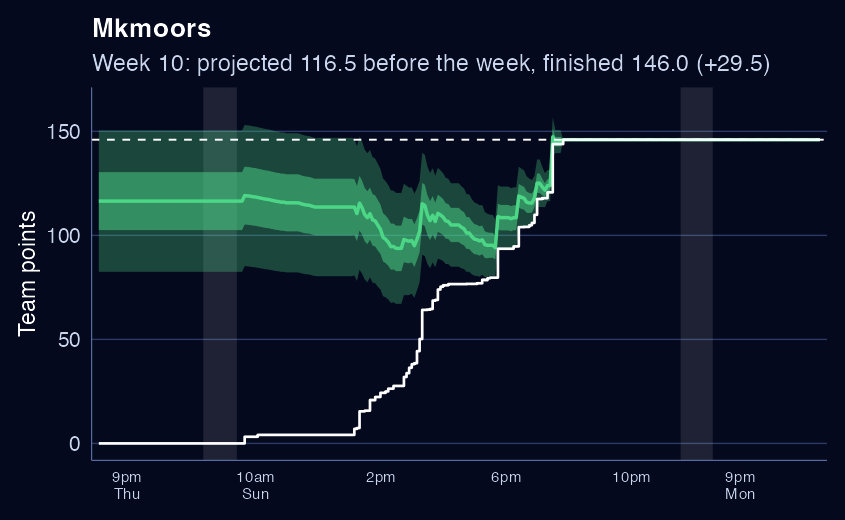 Mkmoors
Week 10: projected 116.5 before the week, finished 146.0 (+29.5)
Team points
150
100
50
0
9pm
Thu
10am
Sun
2pm
6pm
10pm
9pm
Mon